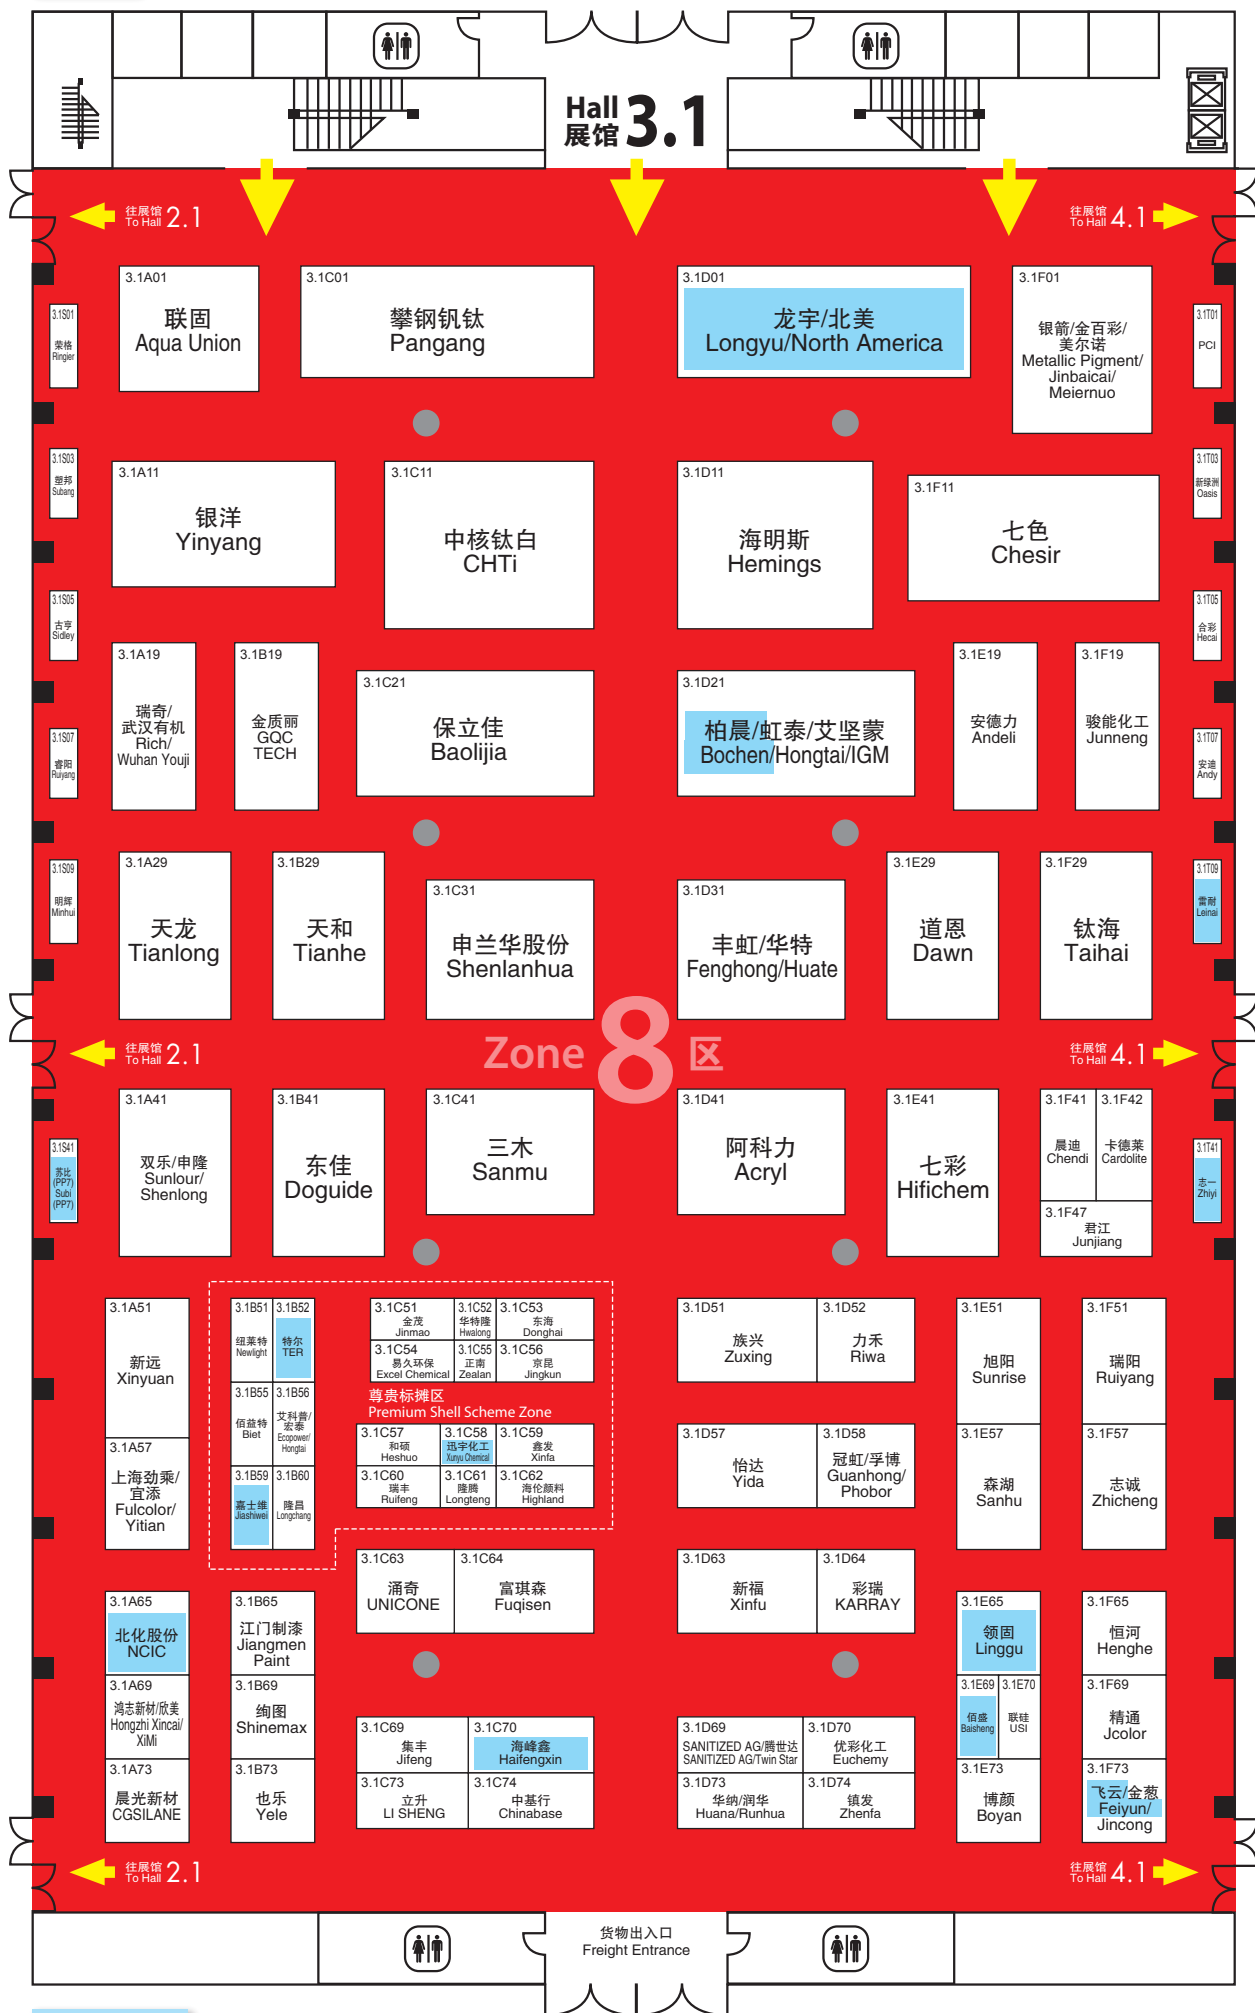 Hall
展馆
3.1
往展馆
To Hall
2.1
往展馆
To Hall
4.1
3.1A01
联固
Aqua Union
3.1C01
攀钢钒钛
Pangang
3.1D01
龙宇/北美
Longyu/North America
3.1F01
银箭/金百彩/
美尔诺
Metallic Pigment/
Jinbaicai/
Meiernuo
3.1S01
荣格
Ringier
3.1T01
PCI
3.1S03
塑邦
Subang
3.1A11
银洋
Yinyang
3.1C11
中核钛白
CHTi
3.1D11
海明斯
Hemings
3.1F11
七色
Chesir
3.1T03
新绿洲
Oasis
3.1S05
古亨
Sidley
3.1T05
合彩
Hecai
3.1A19
瑞奇/
武汉有机
Rich/
Wuhan Youji
3.1B19
金质丽
GQC
TECH
3.1C21
保立佳
Baolijia
3.1D21
柏晨/虹泰/艾坚蒙
Bochen/Hongtai/IGM
3.1E19
安德力
Andeli
3.1F19
骏能化工
Junneng
3.1S07
睿阳
Ruiyang
3.1T07
安迪
Andy
3.1S09
明辉
Minhui
3.1A29
天龙
Tianlong
3.1B29
天和
Tianhe
3.1C31
申兰华股份
Shenlanhua
3.1D31
丰虹/华特
Fenghong/Huate
3.1E29
道恩
Dawn
3.1F29
钛海
Taihai
3.1T09
雷耐
Leinai
往展馆
To Hall
2.1
Zone 8 区
往展馆
To Hall
4.1
3.1S41
苏比
(PP7)
Subi
(PP7)
3.1A41
双乐/申隆
Sunlour/
Shenlong
3.1B41
东佳
Doguide
3.1C41
三木
Sanmu
3.1D41
阿科力
Acryl
3.1E41
七彩
Hifichem
3.1F41
晨迪
Chendi
3.1F42
卡德莱
Cardolite
3.1F47
君江
Junjiang
3.1T41
志一
Zhiyi
3.1A51
新远
Xinyuan
3.1B51
纽莱特
Newlight
3.1B52
特尔
TER
3.1C51
金茂
Jinmao
3.1C52
华特隆
Hwalong
3.1C53
东海
Donghai
3.1C54
易久环保
Excel Chemical
3.1C55
正南
Zealan
3.1C56
京昆
Jingkun
3.1D51
族兴
Zuxing
3.1D52
力禾
Riwa
3.1E51
旭阳
Sunrise
3.1F51
瑞阳
Ruiyang
3.1B55
佰益特
Biet
3.1B56
艾科普/
宏泰
Ecopower/
Hongtai
尊贵标摊区
Premium Shell Scheme Zone
3.1A57
上海劲乘/
宜添
Fulcolor/
Yitian
3.1B59
嘉士维
Jiashiwei
3.1B60
隆昌
Longchang
3.1C57
和硕
Heshuo
3.1C58
迅宇化工
Xunyu Chemical
3.1C59
鑫发
Xinfa
3.1C60
瑞丰
Ruifeng
3.1C61
隆腾
Longteng
3.1C62
海伦颜料
Highland
3.1D57
怡达
Yida
3.1D58
冠虹/孚博
Guanhong/
Phobor
3.1E57
森湖
Sanhu
3.1F57
志诚
Zhicheng
3.1C63
涌奇
UNICONE
3.1C64
富琪森
Fuqisen
3.1D63
新福
Xinfu
3.1D64
彩瑞
KARRAY
3.1A65
北化股份
NCIC
3.1B65
江门制漆
Jiangmen
Paint
3.1E65
领固
Linggu
3.1F65
恒河
Henghe
3.1A69
鸿志新材/欣美
Hongzhi Xincai/
XiMi
3.1B69
绚图
Shinemax
3.1E69
佰盛
Baisheng
3.1E70
联硅
USI
3.1F69
精通
Jcolor
3.1C69
集丰
Jifeng
3.1C70
海峰鑫
Haifengxin
3.1D69
SANITIZED AG/腾世达
SANITIZED AG/Twin Star
3.1D70
优彩化工
Euchemy
3.1A73
晨光新材
CGSILANE
3.1B73
也乐
Yele
3.1C73
立升
LI SHENG
3.1C74
中基行
Chinabase
3.1D73
华纳/润华
Huana/Runhua
3.1D74
镇发
Zhenfa
3.1E73
博颜
Boyan
3.1F73
飞云/金葱
Feiyun/
Jincong
往展馆
To Hall
2.1
往展馆
To Hall
4.1
货物出入口
Freight Entrance